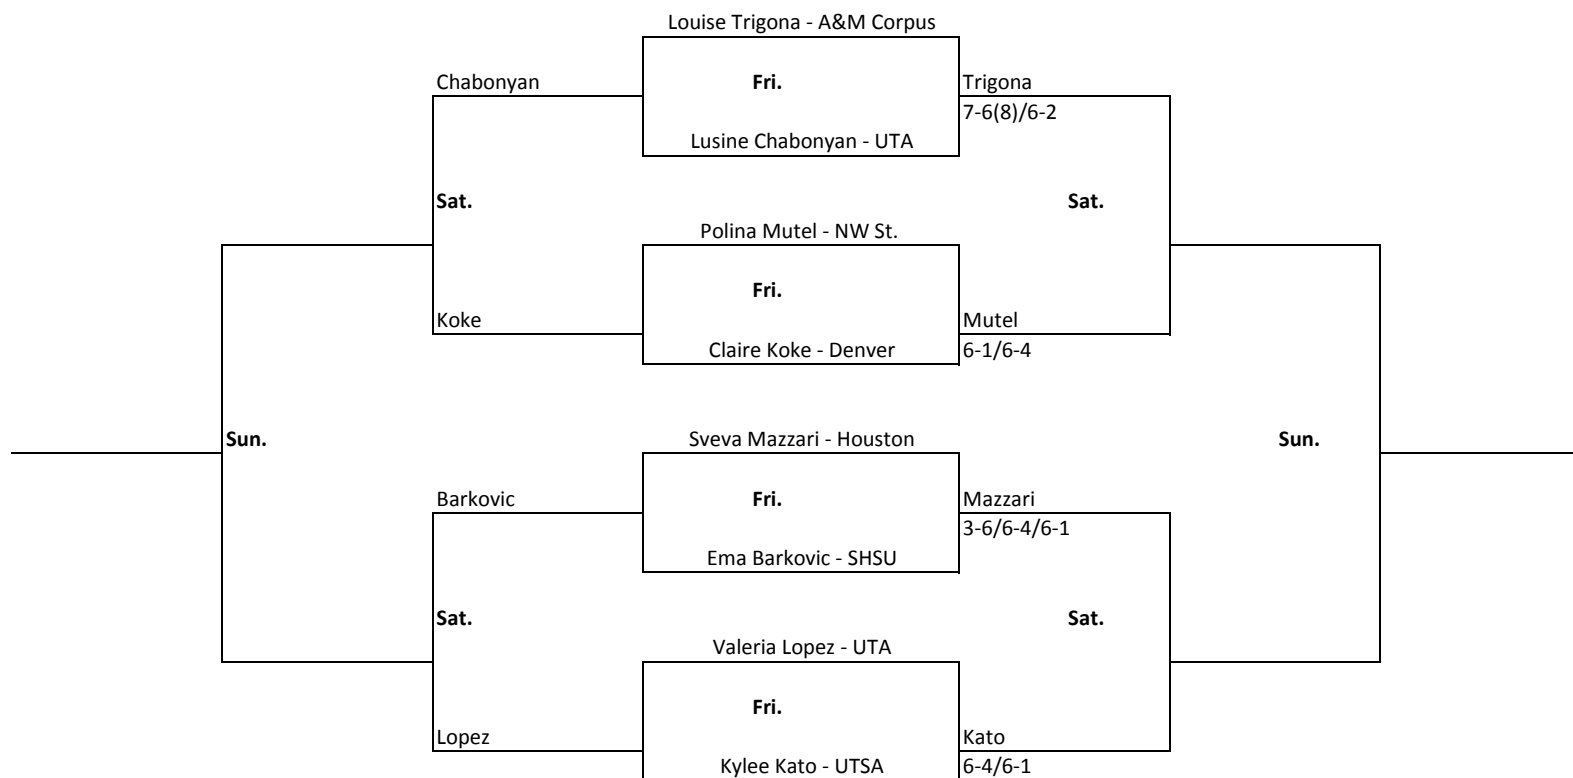 Louise Trigona - A&M Corpus
Chabonyan
Fri.
Trigona
7-6(8)/6-2
Lusine Chabonyan - UTA
Sat.
Sat.
Polina Mutel - NW St.
Fri.
Koke
Mutel
Claire Koke - Denver
6-1/6-4
Sun.
Sveva Mazzari - Houston
Sun.
Barkovic
Fri.
Mazzari
3-6/6-4/6-1
Ema Barkovic - SHSU
Sat.
Sat.
Valeria Lopez - UTA
Fri.
Lopez
Kato
Kylee Kato - UTSA
6-4/6-1